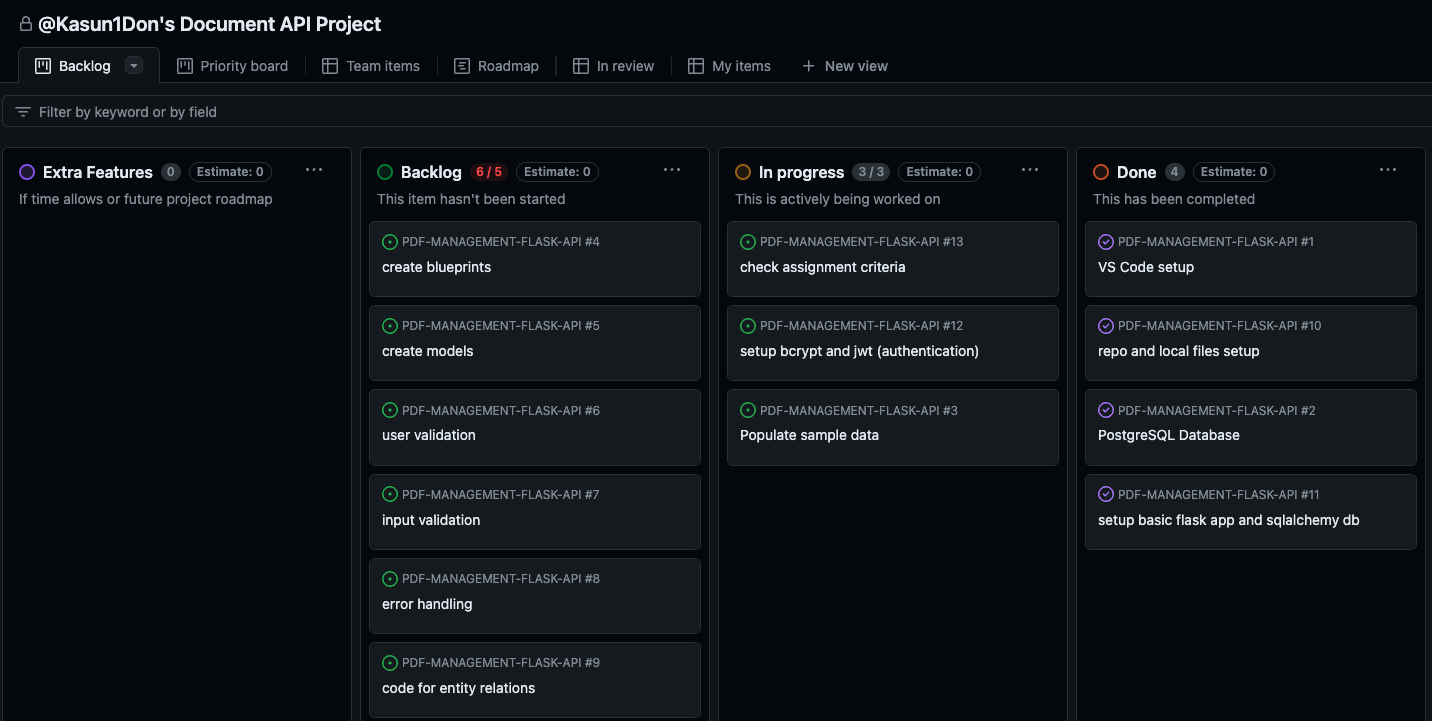 @Kasun1Don's Document API Project
Backlog
Priority board
Team items
Roadmap
In review
My items
New view
Filter by keyword or by field
Extra Features 0 Estimate: 0
If time allows or future project roadmap
Backlog 6 / 5 Estimate: 0
This item hasn't been started
PDF-MANAGEMENT-FLASK-API #4
create blueprints
PDF-MANAGEMENT-FLASK-API #5
create models
PDF-MANAGEMENT-FLASK-API #6
user validation
PDF-MANAGEMENT-FLASK-API #7
input validation
PDF-MANAGEMENT-FLASK-API #8
error handling
PDF-MANAGEMENT-FLASK-API #9
code for entity relations
In progress 3 / 3 Estimate: 0
This is actively being worked on
PDF-MANAGEMENT-FLASK-API #13
check assignment criteria
PDF-MANAGEMENT-FLASK-API #12
setup bcrypt and jwt (authentication)
PDF-MANAGEMENT-FLASK-API #3
Populate sample data
Done 4 Estimate: 0
This has been completed
PDF-MANAGEMENT-FLASK-API #1
VS Code setup
PDF-MANAGEMENT-FLASK-API #10
repo and local files setup
PDF-MANAGEMENT-FLASK-API #2
PostgreSQL Database
PDF-MANAGEMENT-FLASK-API #11
setup basic flask app and sqlalchemy db